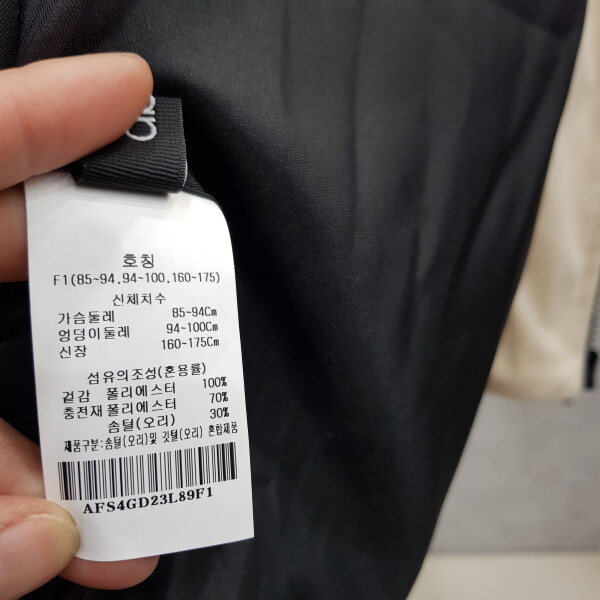 호칭
F1(85~94,94~100,160~175)
신체치수
가슴둘레 85~94Cm
엉덩이둘레 94~100Cm
신장 160~175Cm
섬유의조성(혼용률)
겉감 폴리에스터 100%
충전재 폴리에스터 70%
솜털(오리) 30%
제품구분:솜털(오리)및 깃털(오리) 혼합제품
AFS4GD23L89F1